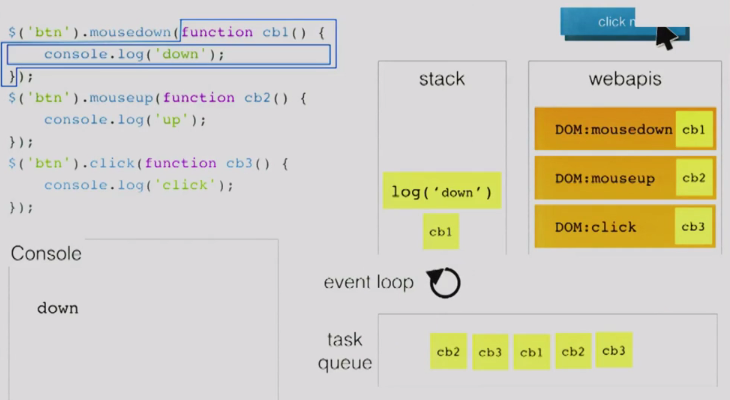 $('btn').mousedown(function cb1() {
console.log('down');
});
$('btn').mouseup(function cb2() {
console.log('up');
});
$('btn').click(function cb3() {
console.log('click');
});
click
stack
log('down')
cb1
webapis
DOM:mousedown cb1
DOM:mouseup cb2
DOM:click cb3
Console
down
event loop
task
queue
cb2 cb3 cb1 cb2 cb3